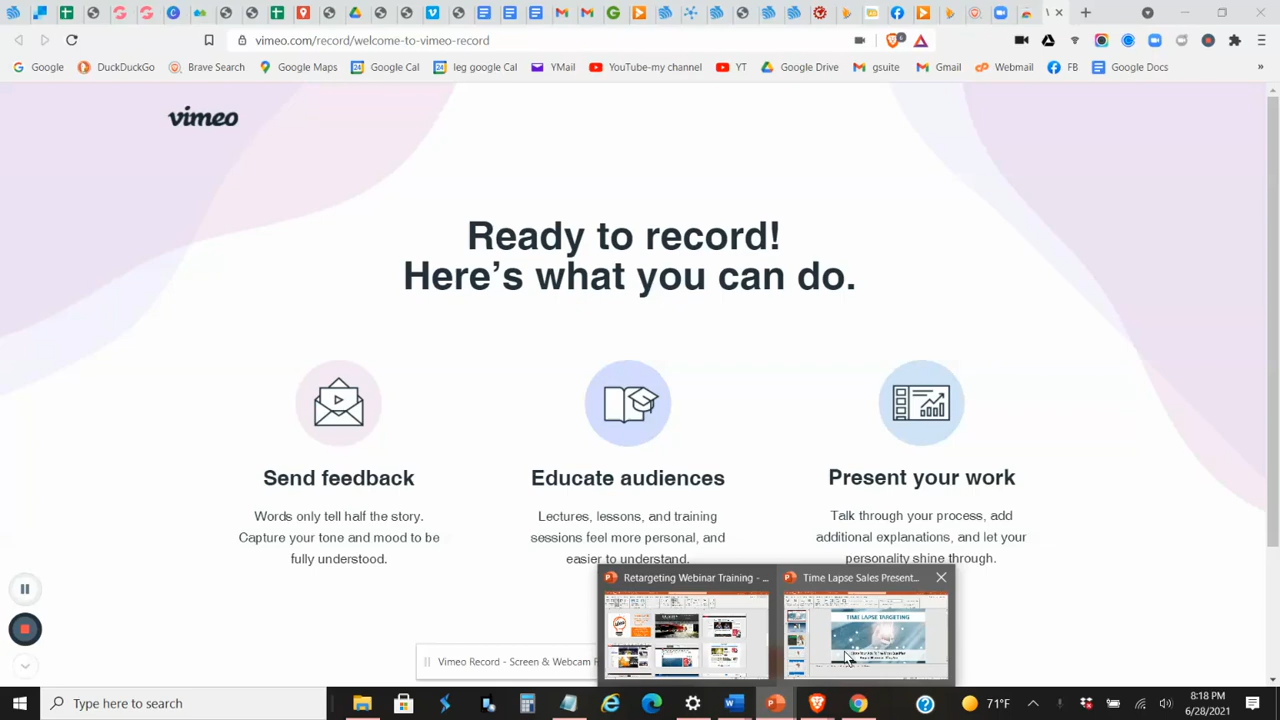 vimeo.com/record/welcome-to-vimeo-record
6
Google
DuckDuckGo
Brave Search
Google Maps
Google Cal
leg google Cal
YMail
YouTube-my channel
YT
Google Drive
gsuite
Gmail
Webmail
FB
Google Docs
»
vimeo
Ready to record!
Here's what you can do.
Send feedback
Words only tell half the story.
Capture your tone and mood to be
fully understood.
Educate audiences
Lectures, lessons, and training
sessions feel more personal, and
easier to understand.
Present your work
Talk through your process, add
additional explanations, and let your
personality shine through.
Retargeting Webinar Training - ...
Time Lapse Sales Present...
TIME LAPSE TARGETING
Vimeo Record - Screen & Webcam
Type here to search
71°F
8:18 PM
6/28/2021